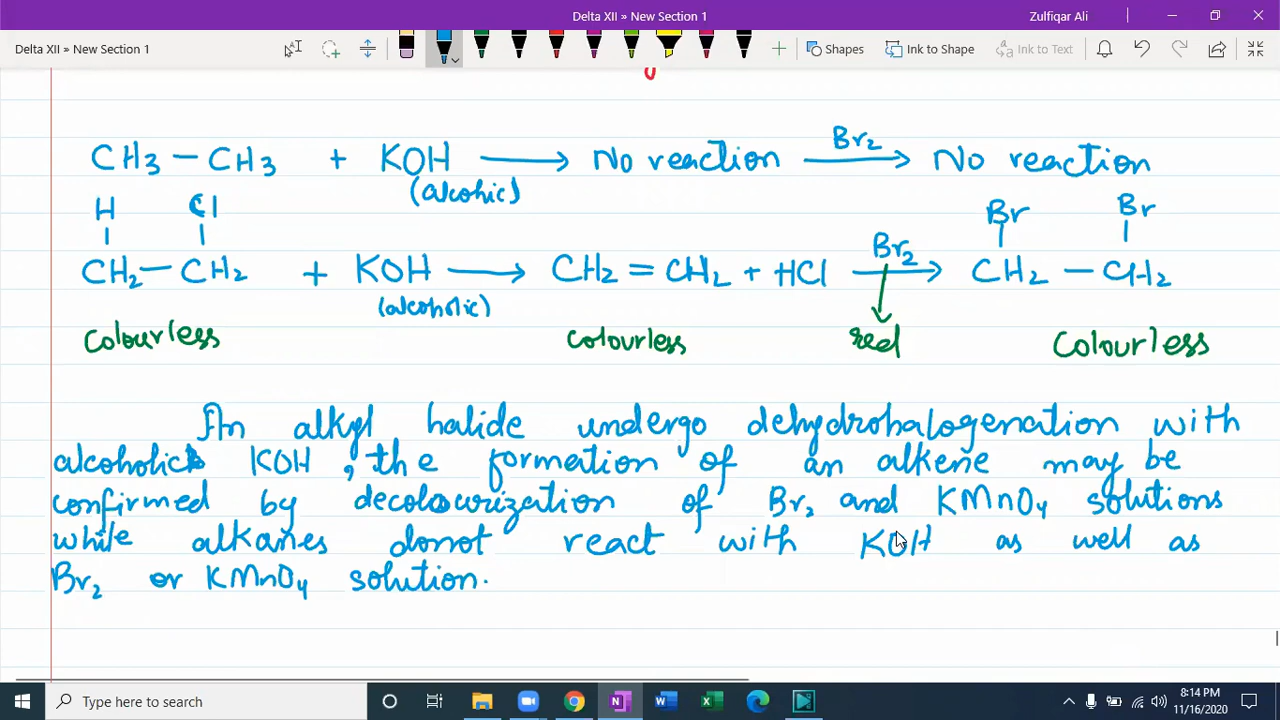 Delta XII » New Section 1
Zulfiqar Ali
Delta XII » New Section 1
Shapes
Ink to Shape
Ink to Text
Br2
CH3 — CH3 + KOH → No reaction → No reaction
(alcoholic)
H Cl Br Br
Br2
CH2 — CH2 + KOH → CH2 = CH2 + HCl → CH2 — CH2
(alcoholic)
Colourless colourless red Colourless
An alkyl halide undergo dehydrohalogenation with
alcoholic KOH, the formation of an alkene may be
confirmed by decolourization of Br2 and KMnO4 solutions
while alkanes donot react with KOH as well as
Br2 or KMnO4 solution.
Type here to search
8:14 PM
11/16/2020